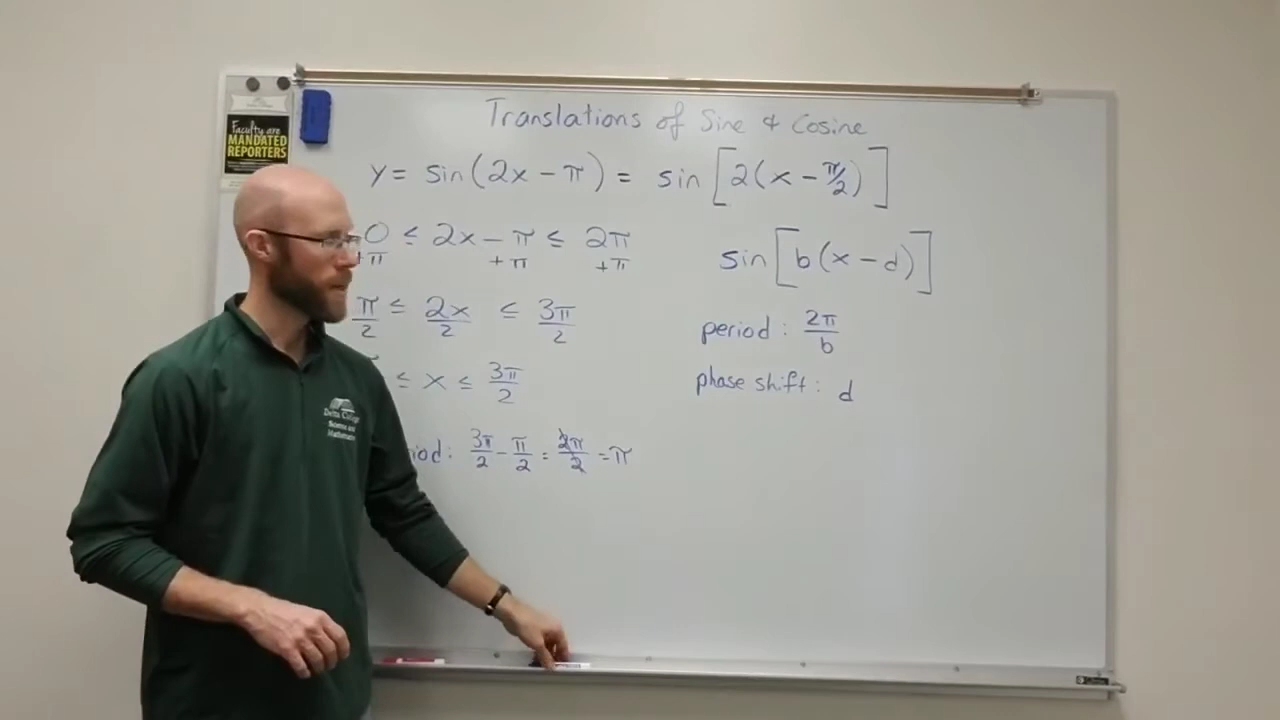 Translations of Sine & Cosine
Faculty are
MANDATED
REPORTERS
y = sin(2x − π) = sin[2(x − π/2)]
0 ≤ 2x − π ≤ 2π
+π +π +π
sin[b(x − d)]
π/2 ≤ 2x/2 ≤ 3π/2
period: 2π/b
≤ x ≤ 3π/2
phase shift: d
iod: 3π/2 − π/2 = 2π/2 = π
Delta College
Science and
Mathematics